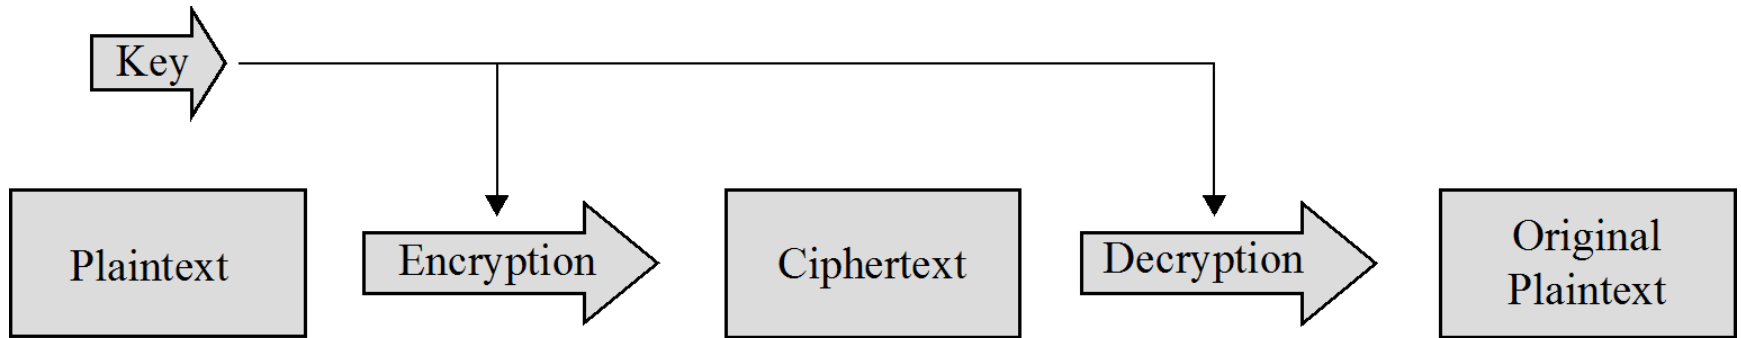 Key
Plaintext
Encryption
Ciphertext
Decryption
Original
Plaintext